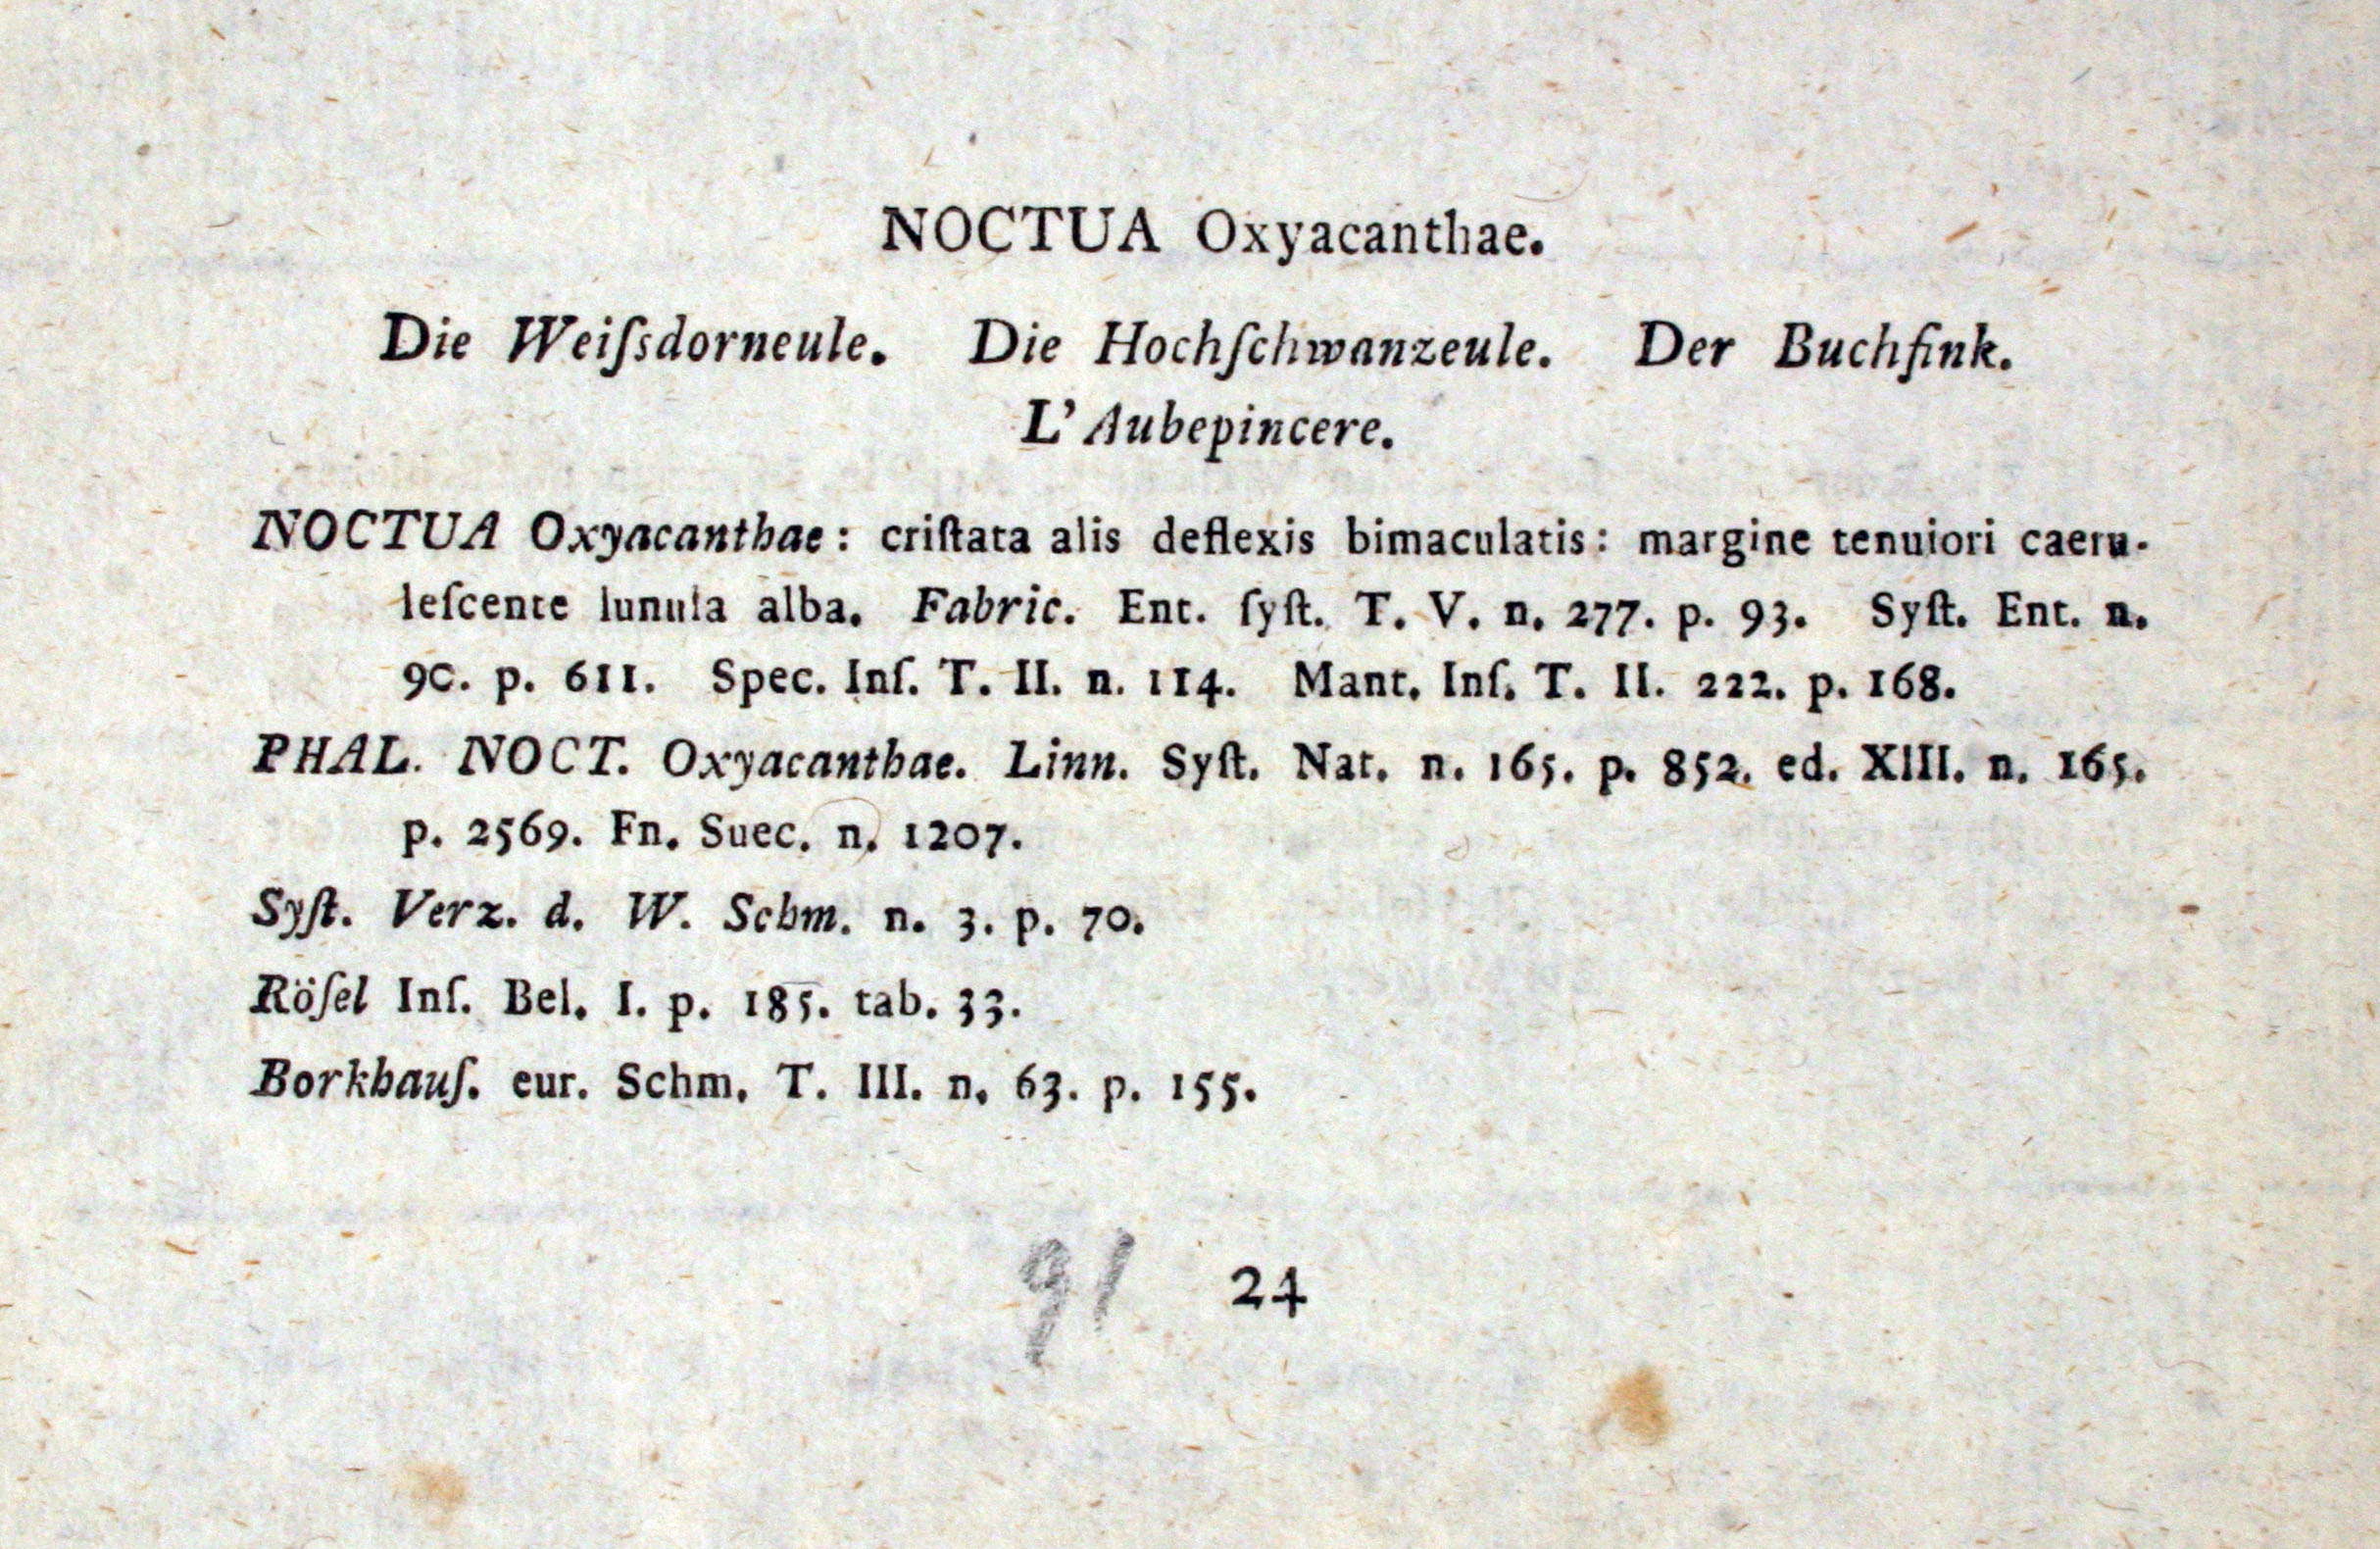 NOCTUA Oxyacanthae.
Die Weiſsdorneule. Die Hochſchwanzeule. Der Buchfink.
L'Aubepincere.
NOCTUA Oxyacanthae: criſtata alis deflexis bimaculatis: margine tenuiori caeru-
leſcente lunula alba. Fabric. Ent. ſyſt. T. V. n. 277. p. 93. Syſt. Ent. n.
90. p. 611. Spec. Inſ. T. II. n. 114. Mant. Inſ. T. II. 222. p. 168.
PHAL. NOCT. Oxyacanthae. Linn. Syſt. Nat. n. 165. p. 852. ed. XIII. n. 165.
p. 2569. Fn. Suec. n. 1207.
Syſt. Verz. d. W. Schm. n. 3. p. 70.
Röſel Inſ. Bel. I. p. 185. tab. 33.
Borkhauſ. eur. Schm. T. III. n. 63. p. 155.
91 24